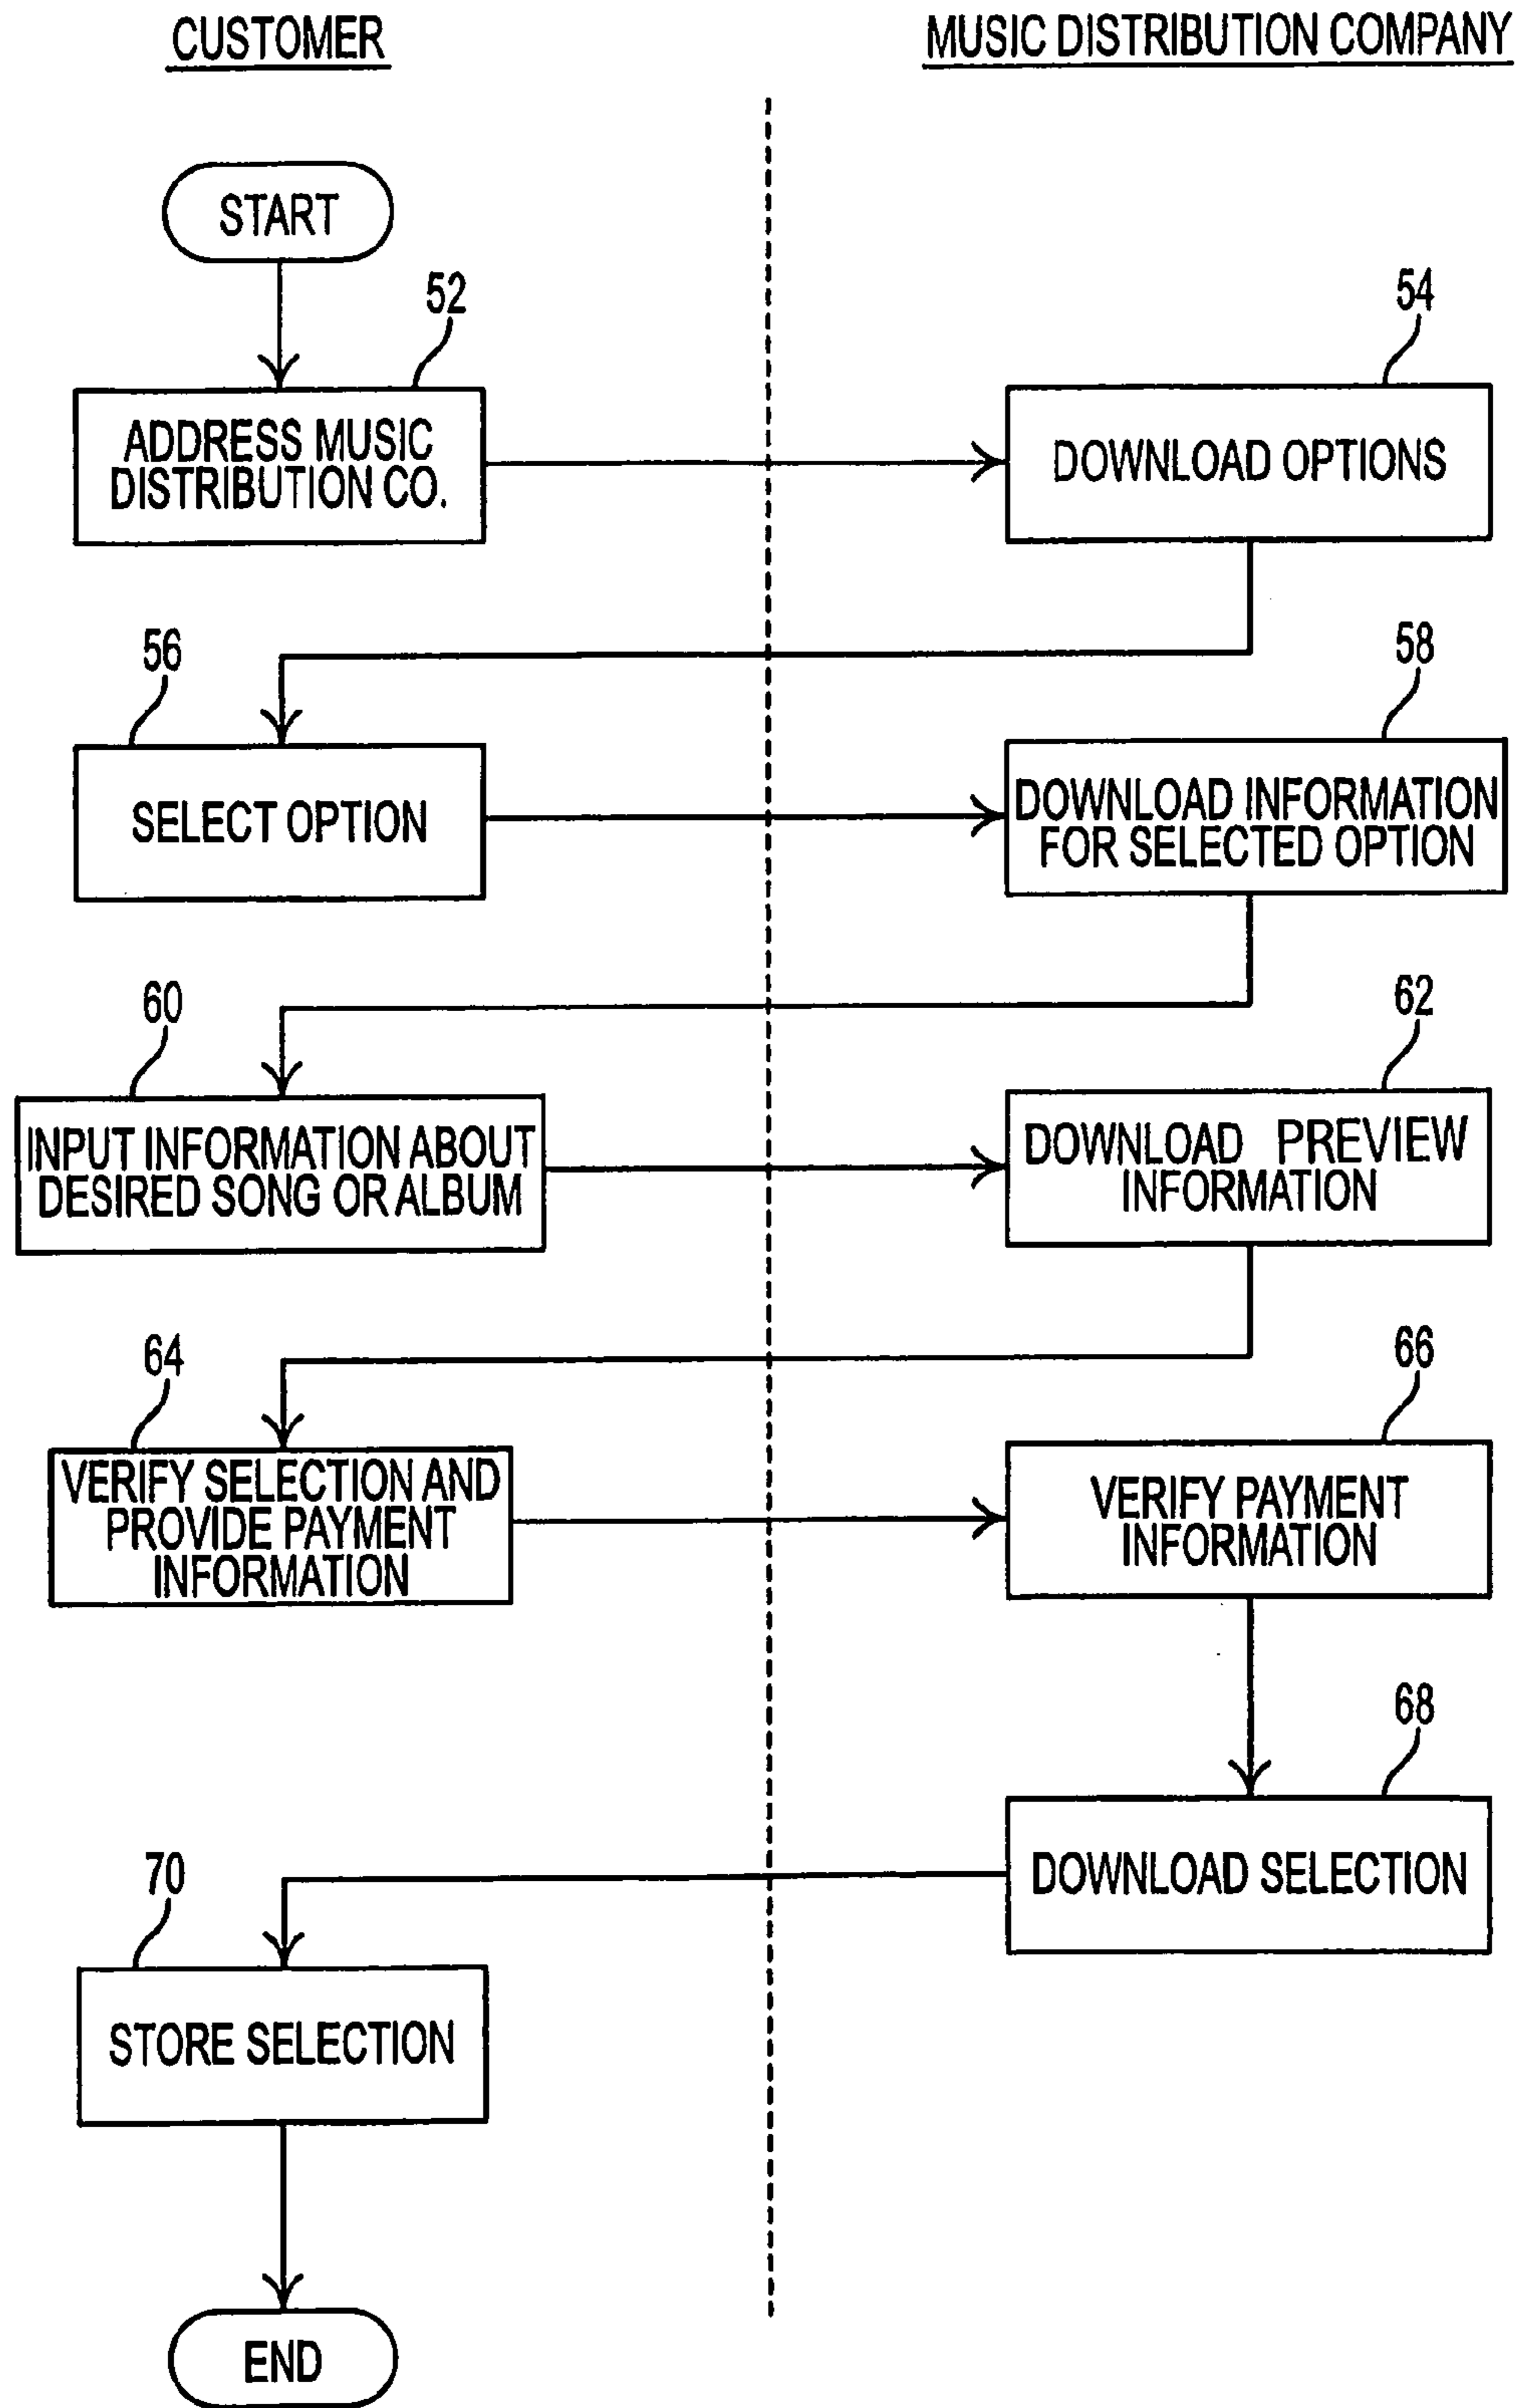 CUSTOMER
MUSIC DISTRIBUTION COMPANY
START
52
ADDRESS MUSIC
DISTRIBUTION CO.
54
DOWNLOAD OPTIONS
56
SELECT OPTION
58
DOWNLOAD INFORMATION
FOR SELECTED OPTION
60
INPUT INFORMATION ABOUT
DESIRED SONG OR ALBUM
62
DOWNLOAD PREVIEW
INFORMATION
64
VERIFY SELECTION AND
PROVIDE PAYMENT
INFORMATION
66
VERIFY PAYMENT
INFORMATION
68
DOWNLOAD SELECTION
70
STORE SELECTION
END